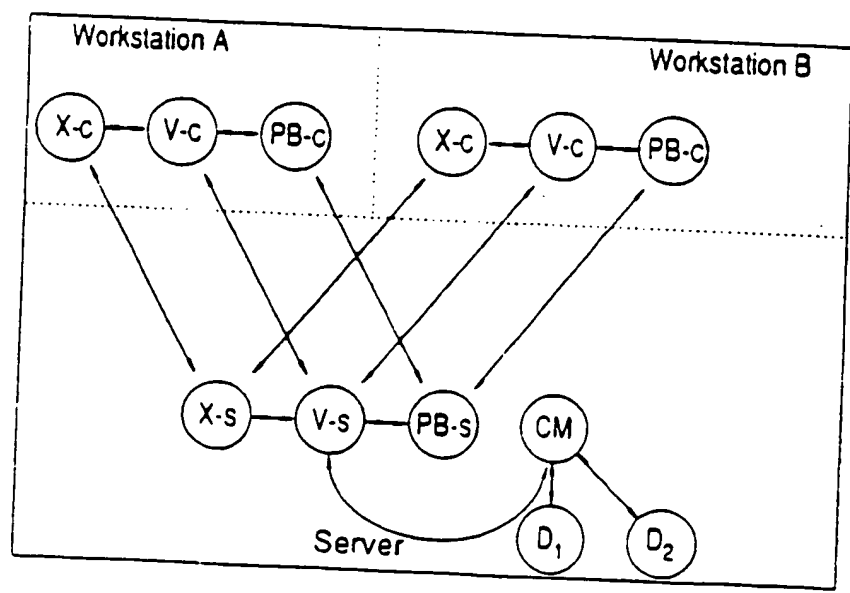 Workstation A
Workstation B
X-c V-c PB-c
X-c V-c PB-c
X-s V-s PB-s CM
Server
D₁ D₂